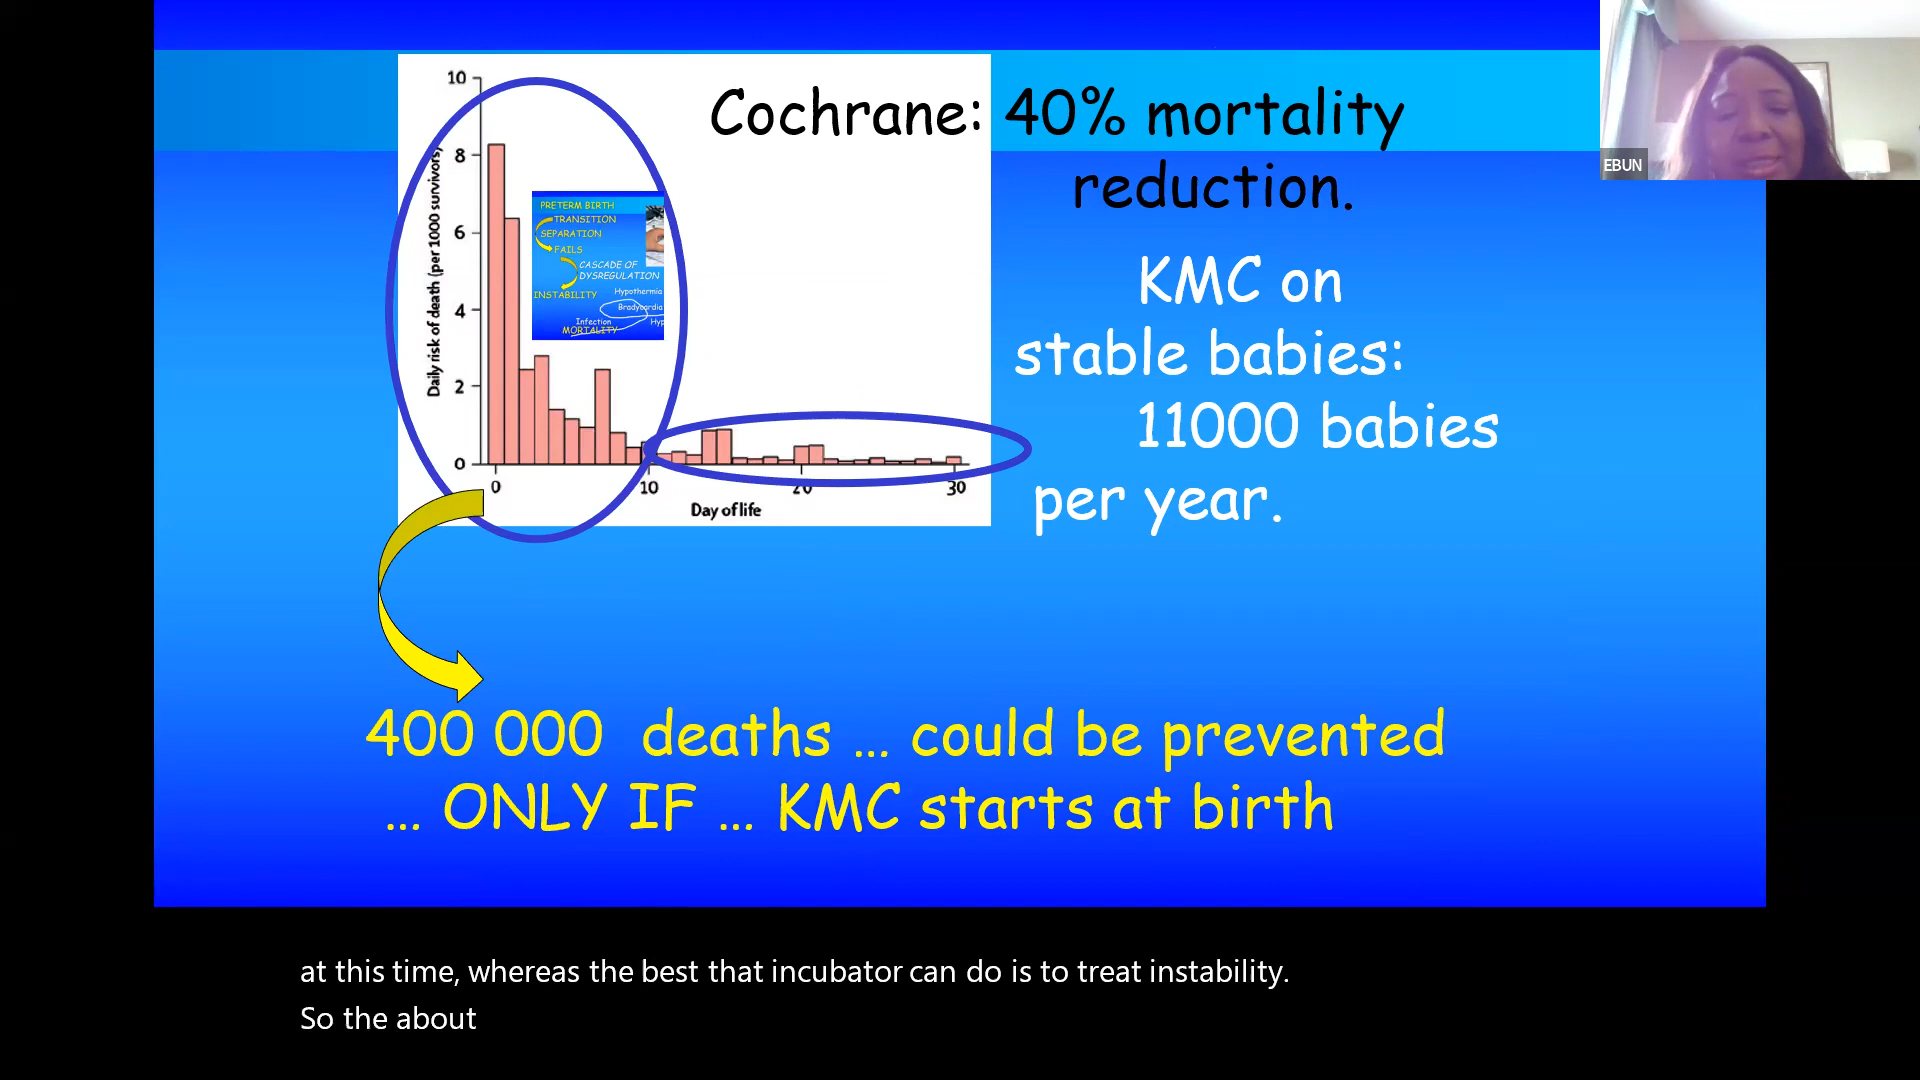 Cochrane: 40% mortality
reduction.
EBUN
10
8
6
4
2
0
Daily risk of death (per 1000 survivors)
PRETERM BIRTH
TRANSITION
SEPARATION
FAILS
CASCADE OF
DYSREGULATION
INSTABILITY
Hypothermia
Bradycardia
Infection
Hyp
MORTALITY
0 10 20 30
Day of life
KMC on
stable babies:
11000 babies
per year.
400 000 deaths ... could be prevented
... ONLY IF ... KMC starts at birth
at this time, whereas the best that incubator can do is to treat instability.
So the about